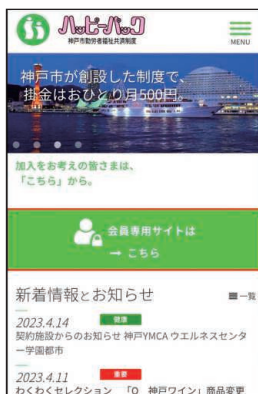 ハッピーパック
神戸市勤労者福祉共済制度
MENU
神戸市が創設した制度で、
掛金はおひとり月500円。
加入をお考えの皆さまは、
「こちら」から。
会員専用サイトは
→ こちら
新着情報とお知らせ
一覧
2023.4.14 健康
契約施設からのお知らせ 神戸YMCA ウエルネスセンタ
ー学園都市
2023.4.11 重要
わくわくセレクション 「O 神戸ワイン」商品変更